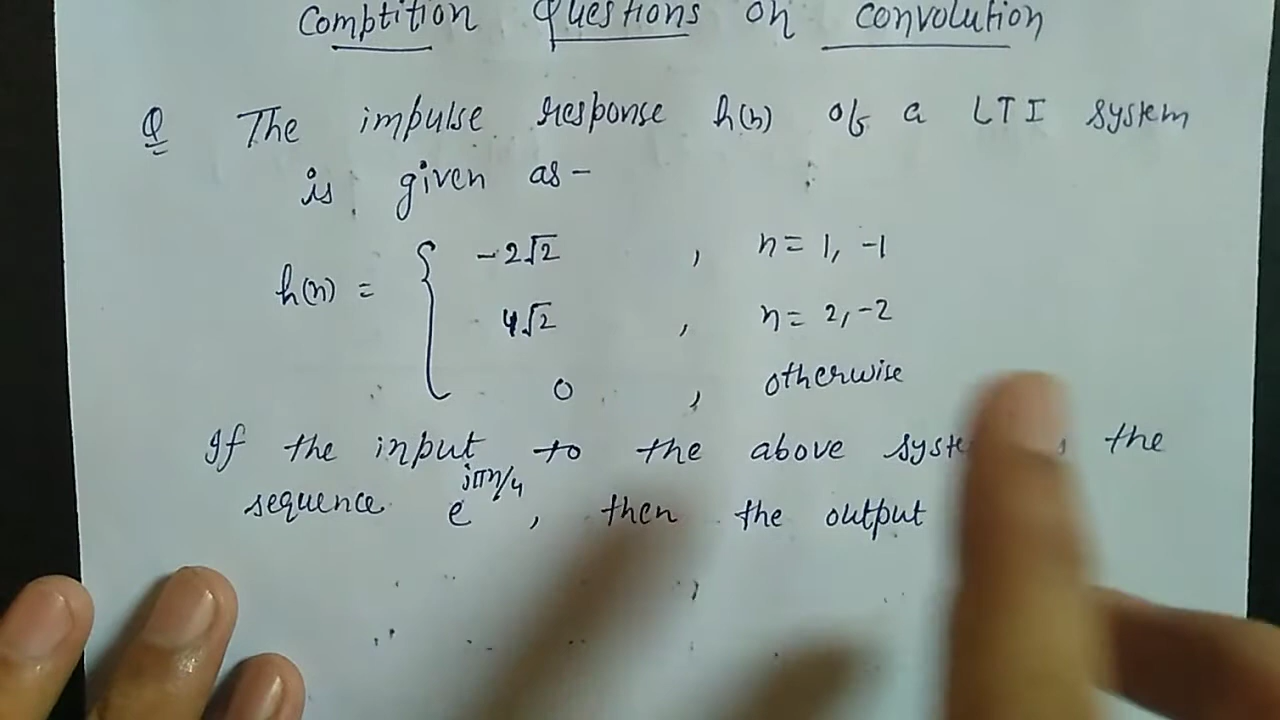 Comptition Questions on convolution
Q The impulse response h(n) of a LTI system
is given as -
h(n) = { -2√2 , n = 1, -1
4√2 , n = 2, -2
0 , otherwise
If the input to the above the
sequence e^jπn/4 , then the output